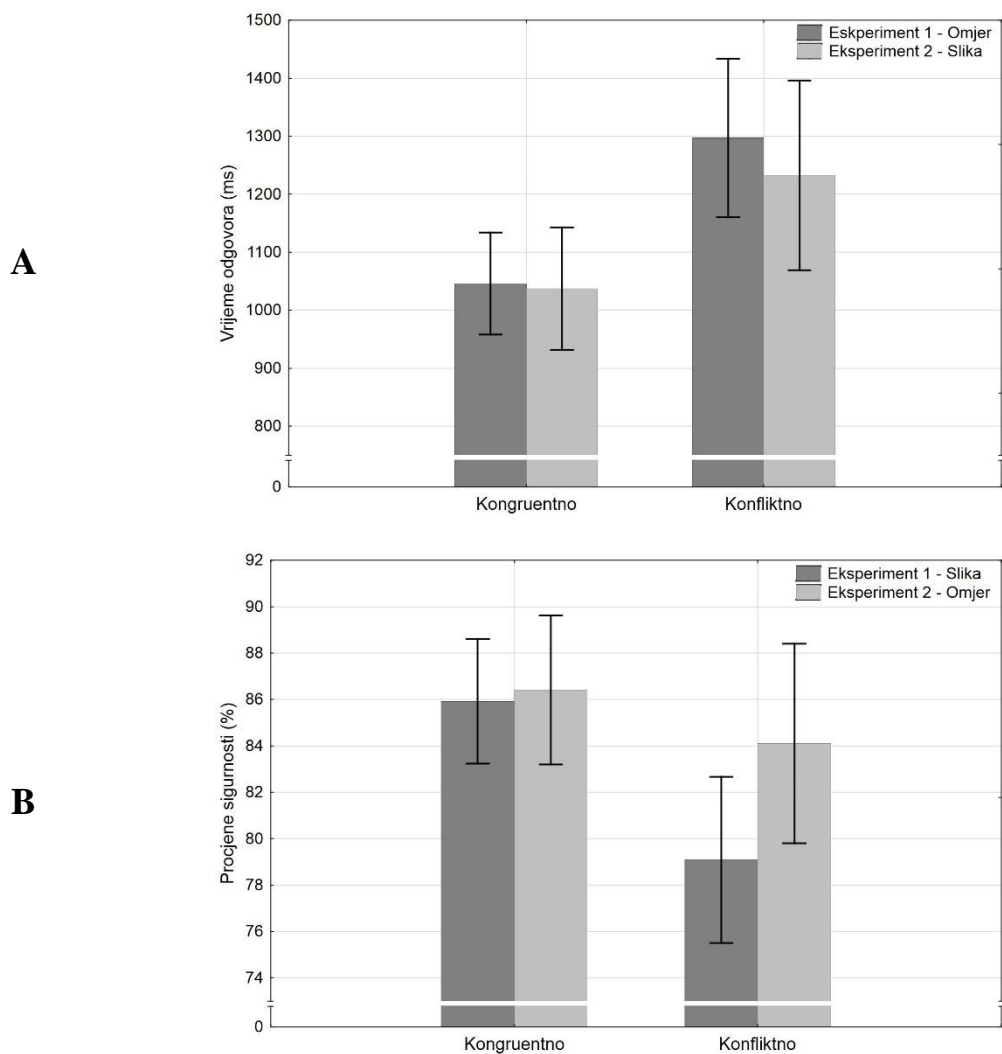 A
Vrijeme odgovora (ms)
1500
1400
1300
1200
1100
1000
900
800
0
Eskperiment 1 - Omjer
Eksperiment 2 - Slika
Kongruentno
Konfliktno
B
Procjene sigurnosti (%)
92
90
88
86
84
82
80
78
76
74
0
Eksperiment 1 - Slika
Eksperiment 2 - Omjer
Kongruentno
Konfliktno